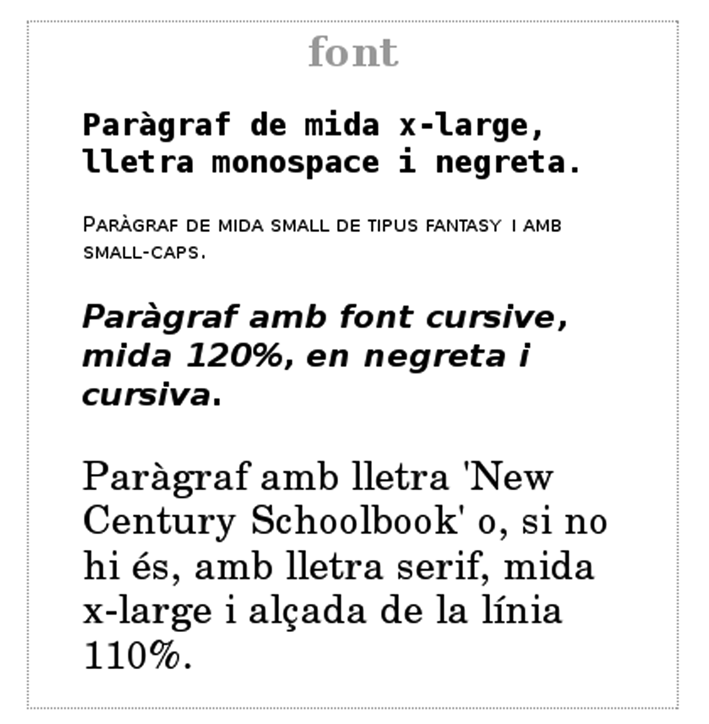 font
Paràgraf de mida x-large,
lletra monospace i negreta.
Paràgraf de mida small de tipus fantasy i amb
small-caps.
Paràgraf amb font cursive,
mida 120%, en negreta i
cursiva.
Paràgraf amb lletra 'New
Century Schoolbook' o, si no
hi és, amb lletra serif, mida
x-large i alçada de la línia
110%.